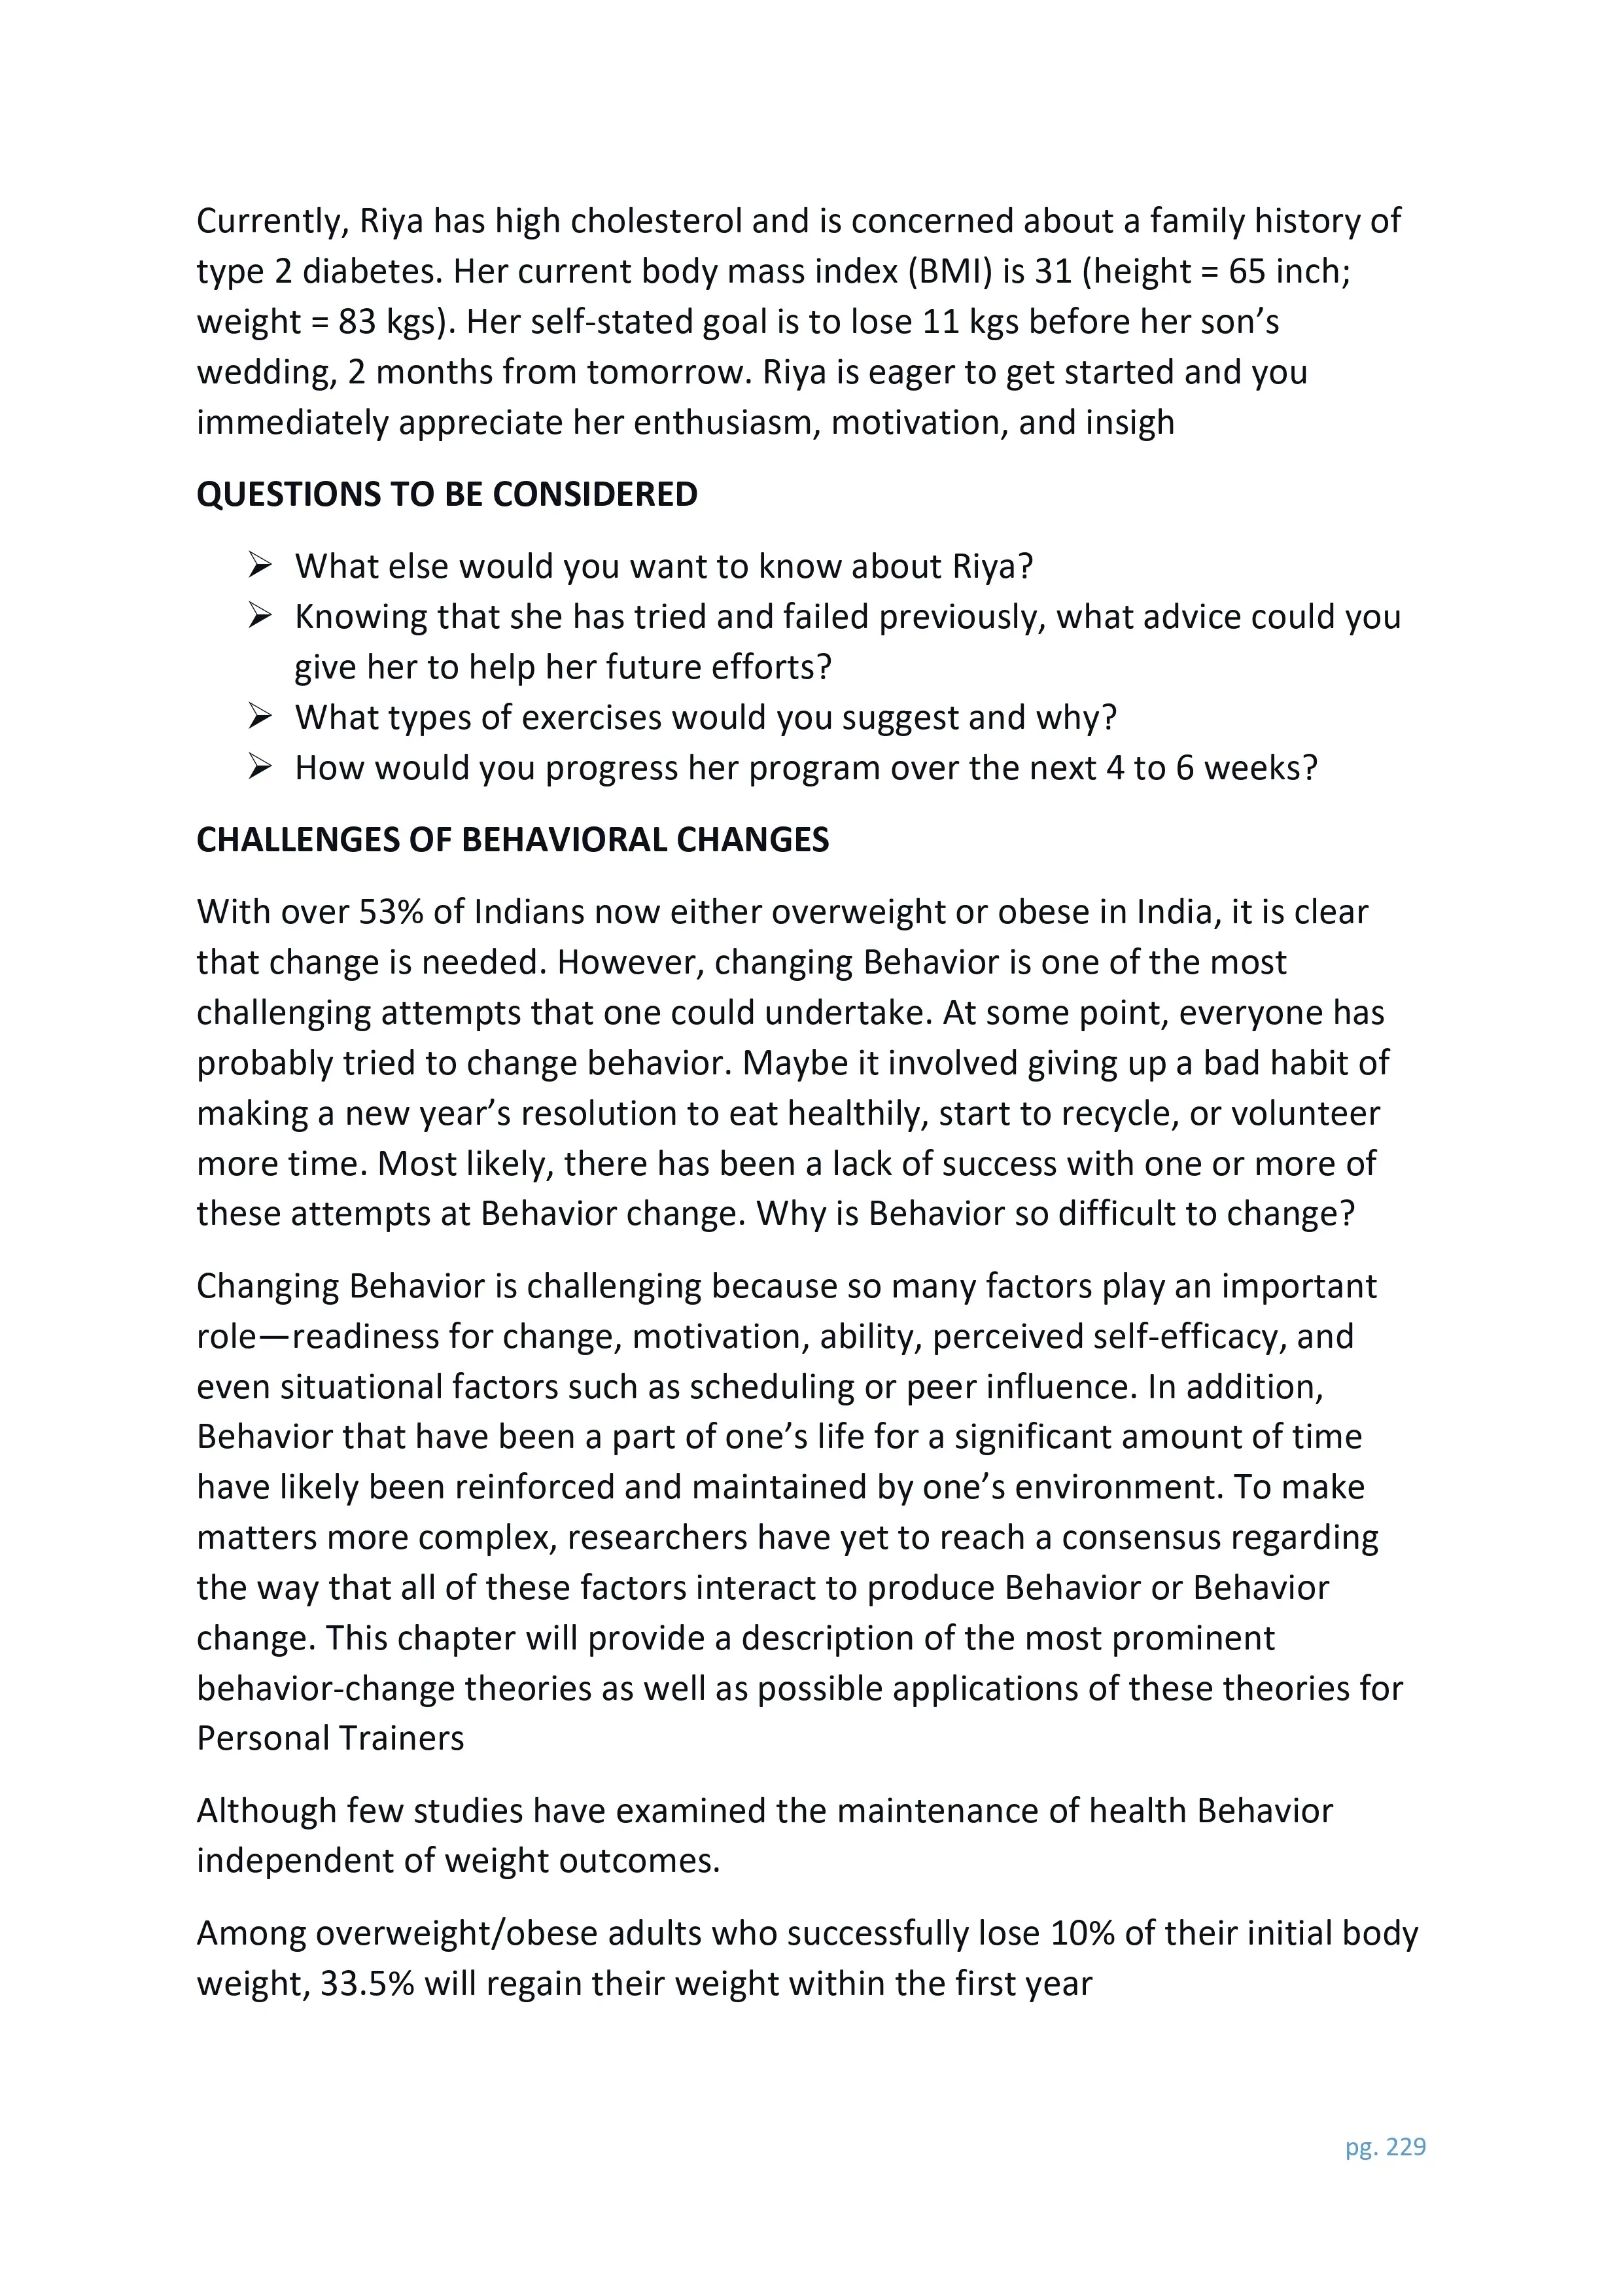 Currently, Riya has high cholesterol and is concerned about a family history of
type 2 diabetes. Her current body mass index (BMI) is 31 (height = 65 inch;
weight = 83 kgs). Her self-stated goal is to lose 11 kgs before her son’s
wedding, 2 months from tomorrow. Riya is eager to get started and you
immediately appreciate her enthusiasm, motivation, and insigh
QUESTIONS TO BE CONSIDERED
➢ What else would you want to know about Riya?
➢ Knowing that she has tried and failed previously, what advice could you
give her to help her future efforts?
➢ What types of exercises would you suggest and why?
➢ How would you progress her program over the next 4 to 6 weeks?
CHALLENGES OF BEHAVIORAL CHANGES
With over 53% of Indians now either overweight or obese in India, it is clear
that change is needed. However, changing Behavior is one of the most
challenging attempts that one could undertake. At some point, everyone has
probably tried to change behavior. Maybe it involved giving up a bad habit of
making a new year’s resolution to eat healthily, start to recycle, or volunteer
more time. Most likely, there has been a lack of success with one or more of
these attempts at Behavior change. Why is Behavior so difficult to change?
Changing Behavior is challenging because so many factors play an important
role—readiness for change, motivation, ability, perceived self-efficacy, and
even situational factors such as scheduling or peer influence. In addition,
Behavior that have been a part of one’s life for a significant amount of time
have likely been reinforced and maintained by one’s environment. To make
matters more complex, researchers have yet to reach a consensus regarding
the way that all of these factors interact to produce Behavior or Behavior
change. This chapter will provide a description of the most prominent
behavior-change theories as well as possible applications of these theories for
Personal Trainers
Although few studies have examined the maintenance of health Behavior
independent of weight outcomes.
Among overweight/obese adults who successfully lose 10% of their initial body
weight, 33.5% will regain their weight within the first year
pg. 229